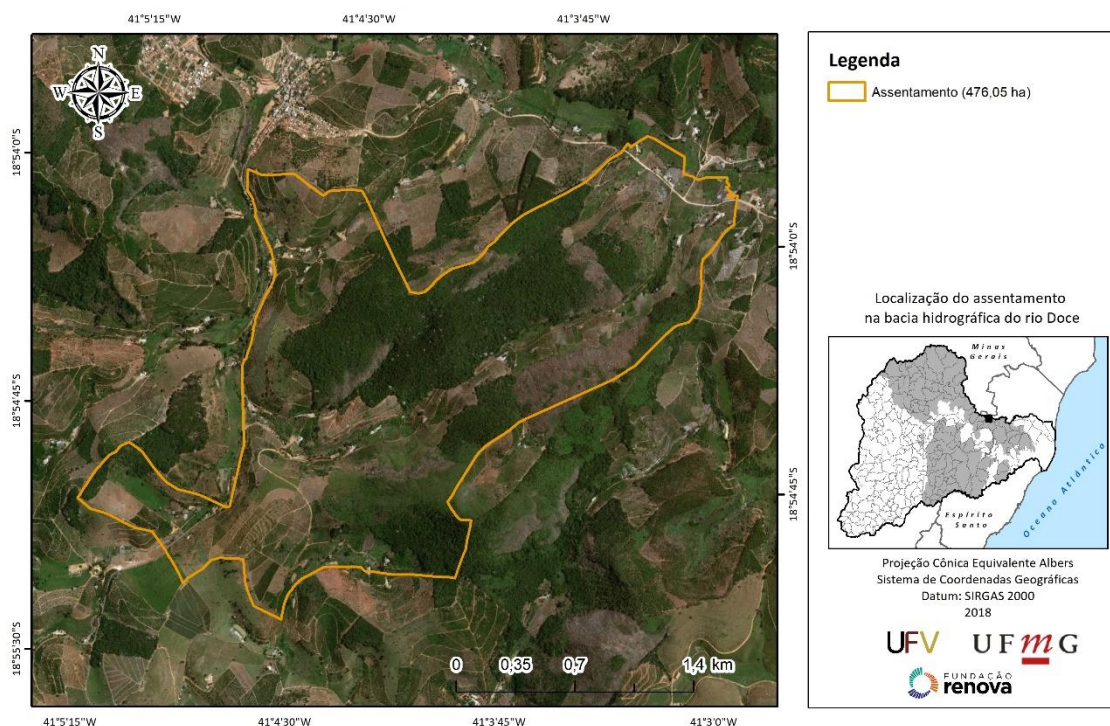 41°5'15"W 41°4'30"W 41°3'45"W
N
W E
S
18°54'0"S
18°54'45"S
18°55'30"S
18°54'0"S
18°54'45"S
0 0,35 0,7 1,4 km
41°5'15"W 41°4'30"W 41°3'45"W 41°3'0"W
Legenda
Assentamento (476,05 ha)
Localização do assentamento
na bacia hidrográfica do rio Doce
Minas
Gerais
Espírito
Santo
Oceano Atlântico
Projeção Cônica Equivalente Albers
Sistema de Coordenadas Geográficas
Datum: SIRGAS 2000
2018
UFV UFmG
FUNDAÇÃO
renova